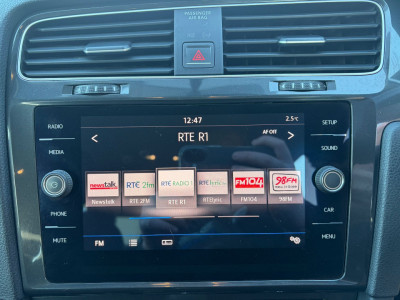 PASSENGER
AIR BAG
12:47
2.5°C
RADIO
SETUP
RTE R1
AF OFF
MEDIA
SOUND
newstalk
RTÉ 2fm
RTÉ RADIO 1
RTÉ lyric fm
FM104
98FM
Newstalk
RTE 2FM
RTE R1
RTElyric
FM104
98FM
PHONE
CAR
MUTE
FM
MENU